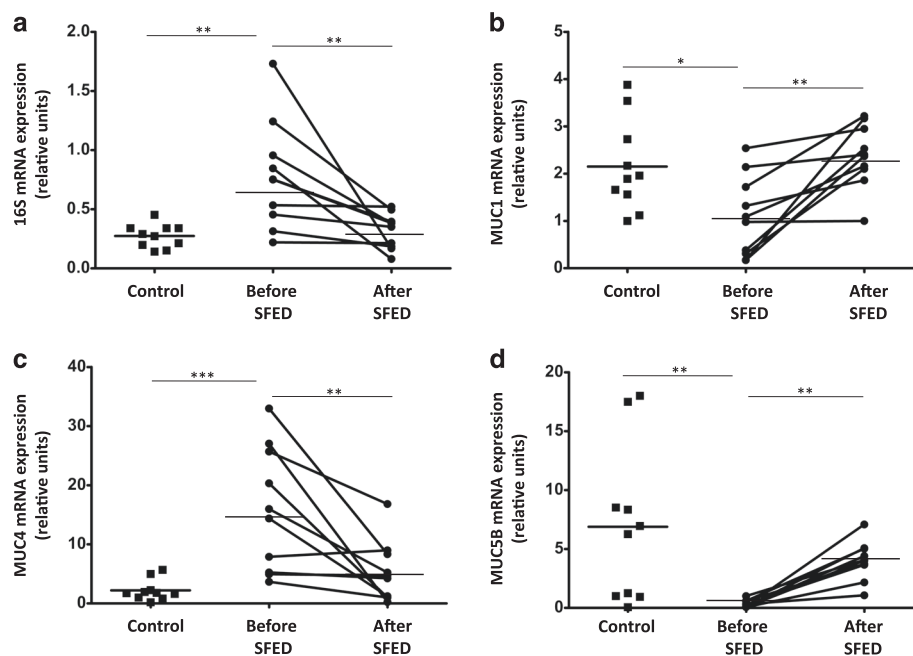 a
16S mRNA expression
(relative units)
2.0
1.5
1.0
0.5
0.0
**
**
Control
Before
SFED
After
SFED
b
MUC1 mRNA expression
(relative units)
5
4
3
2
1
0
*
**
Control
Before
SFED
After
SFED
c
MUC4 mRNA expression
(relative units)
40
30
20
10
0
***
**
Control
Before
SFED
After
SFED
d
MUC5B mRNA expression
(relative units)
20
15
10
5
0
**
**
Control
Before
SFED
After
SFED